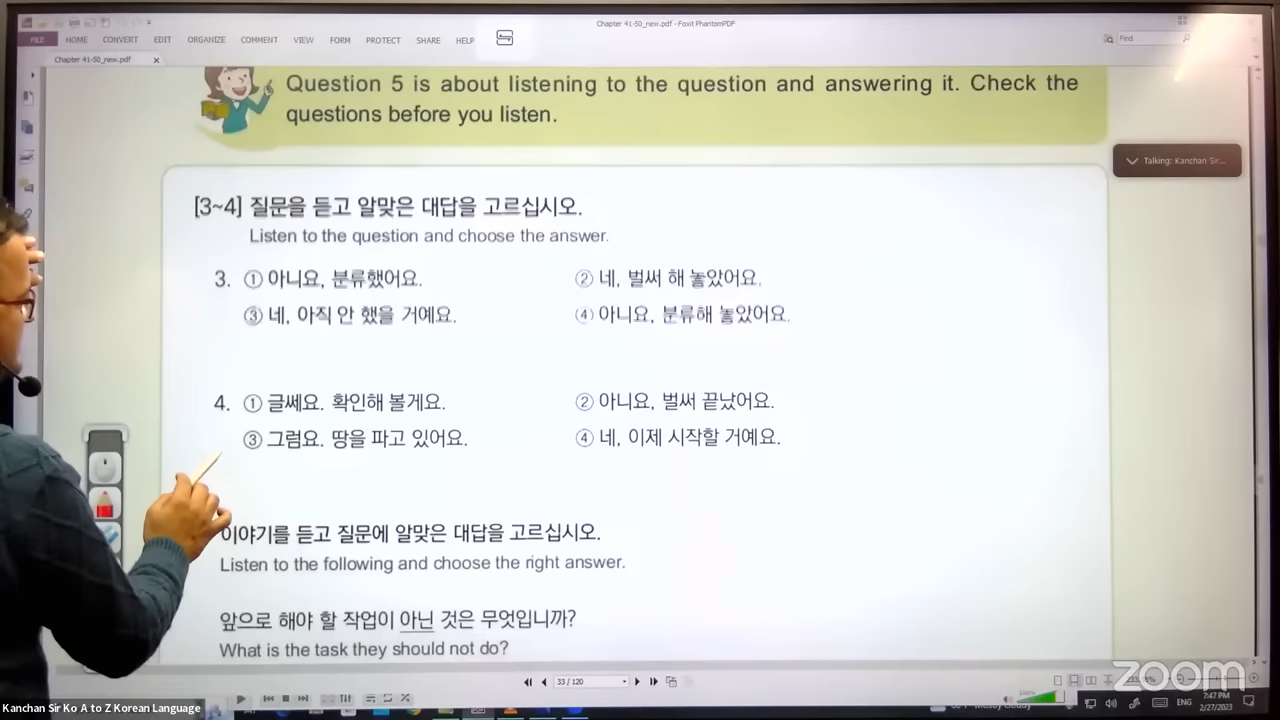 Chapter 41-50_new.pdf - Foxit PhantomPDF
FILE HOME CONVERT EDIT ORGANIZE COMMENT VIEW FORM PROTECT SHARE HELP
Find
Chapter 41-50_new.pdf ×
Question 5 is about listening to the question and answering it. Check the
questions before you listen.
Talking: Kanchan Sir...
[3~4] 질문을 듣고 알맞은 대답을 고르십시오.
Listen to the question and choose the answer.
3. ① 아니요, 분류했어요. ② 네, 벌써 해 놓았어요.
③ 네, 아직 안 했을 거예요. ④ 아니요, 분류해 놓았어요.
4. ① 글쎄요. 확인해 볼게요. ② 아니요, 벌써 끝났어요.
③ 그럼요. 땅을 파고 있어요. ④ 네, 이제 시작할 거예요.
이야기를 듣고 질문에 알맞은 대답을 고르십시오.
Listen to the following and choose the right answer.
앞으로 해야 할 작업이 아닌 것은 무엇입니까?
What is the task they should not do?
33 / 120
zoom
ENG
7:47 PM
2/27/2023
Kanchan Sir Ko A to Z Korean Language